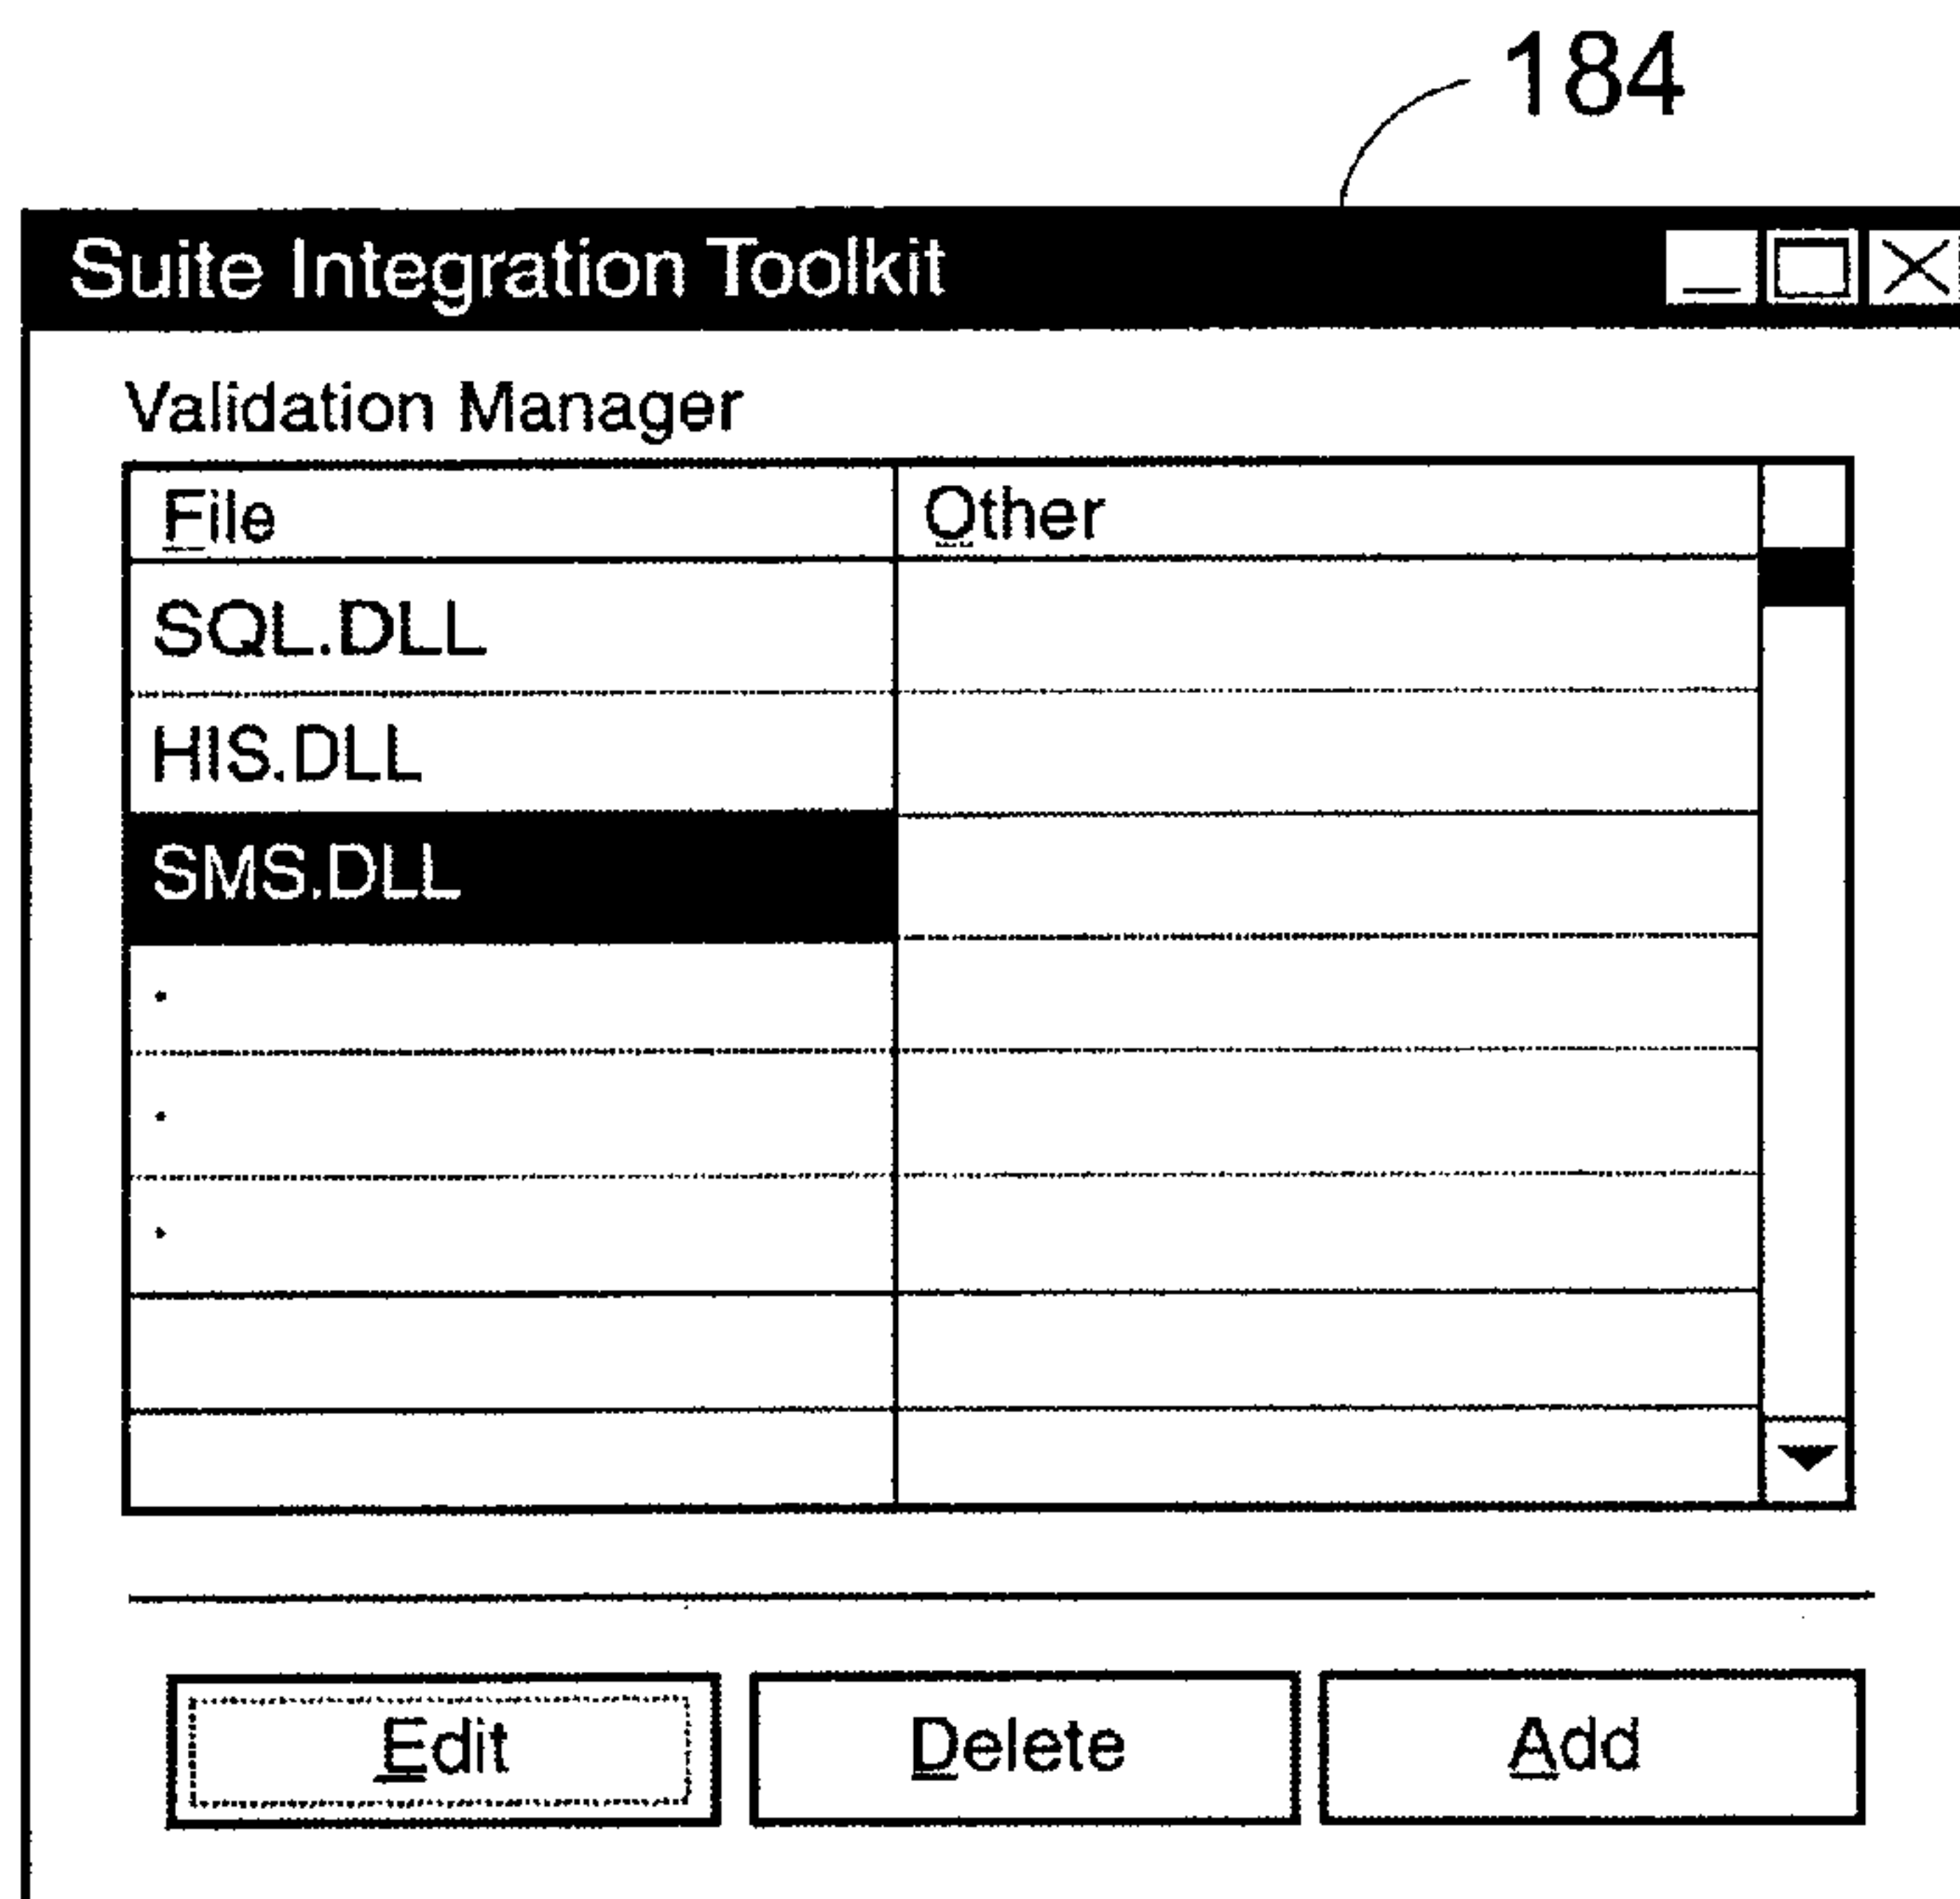 184
Suite Integration Toolkit
Validation Manager
File Other
SQL.DLL
HIS.DLL
SMS.DLL
.
.
.
Edit Delete Add